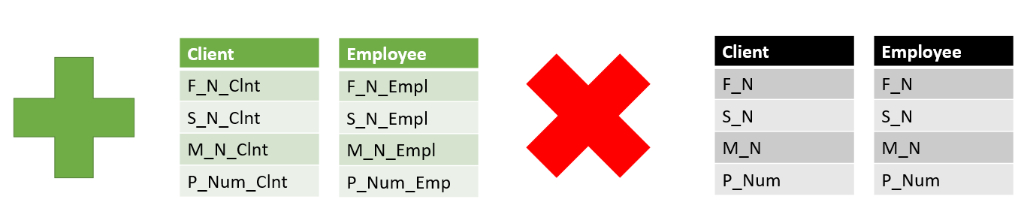 Client Employee Client Employee
F_N_Clnt F_N_Empl F_N F_N
S_N_Clnt S_N_Empl S_N S_N
M_N_Clnt M_N_Empl M_N M_N
P_Num_Clnt P_Num_Emp P_Num P_Num